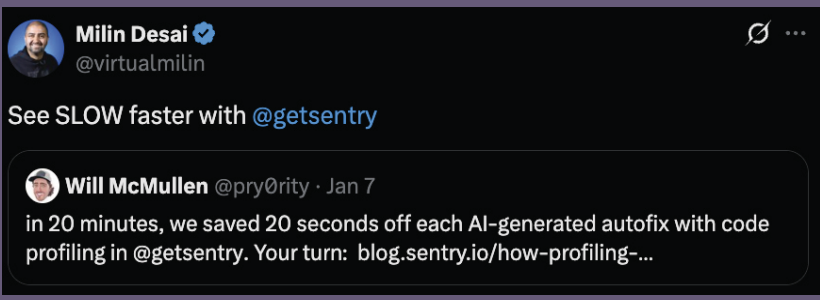 Milin Desai
@virtualmilin
See SLOW faster with @getsentry
Will McMullen @pry0rity · Jan 7
in 20 minutes, we saved 20 seconds off each AI-generated autofix with code
profiling in @getsentry. Your turn: blog.sentry.io/how-profiling-...